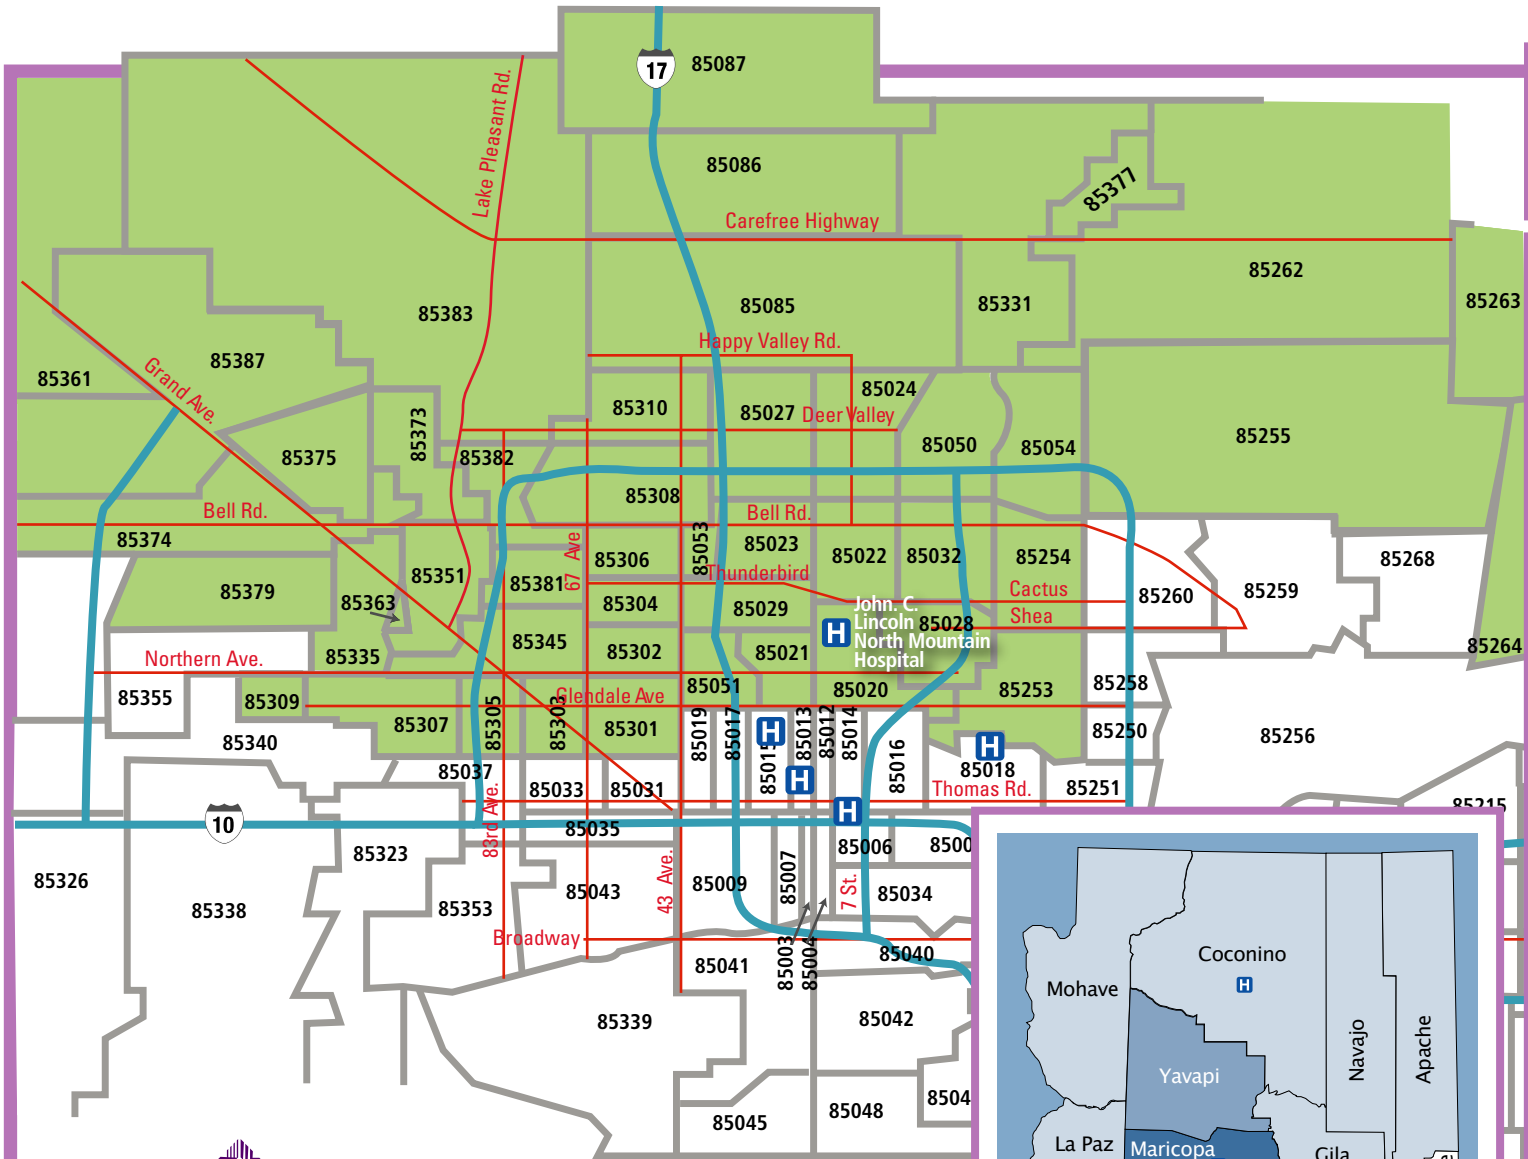 17
85087
Lake Pleasant Rd.
85086
85377
Carefree Highway
85262
85263
85383
85085
85331
Happy Valley Rd.
85387
85361
Grand Ave.
85024
85310
85027
Deer Valley
85373
85375
85382
85050
85054
85255
85308
Bell Rd.
Bell Rd.
85374
85053
85023
85022
85032
85254
85268
67 Ave
85306
Thunderbird
85351
85381
85379
85363
85304
85029
Cactus
85260
85259
Shea
John. C.
Lincoln
North Mountain
Hospital
H
85028
85345
85302
85021
85335
85264
Northern Ave.
85355
85309
85051
85020
85253
85258
Glendale Ave
85307
85305
85303
85301
85019
85017
85015
85013
85012
85014
85016
H
H
85250
85256
85340
85037
85018
85033
85031
H
Thomas Rd.
85251
85215
10
83rd Ave.
85035
H
85323
85006
8500
85326
85338
85353
85043
43 Ave.
85009
85007
7 St.
85034
Broadway
85003
85004
85041
85040
85339
85042
85045
85048
8504
Coconino
H
Mohave
Navajo
Apache
Yavapi
La Paz
Maricopa
Gila